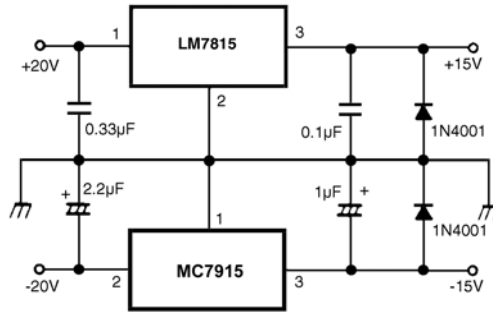 1
LM7815
3
+20V
+15V
2
0.33µF
0.1µF
1N4001
+
2.2µF
1µF
+
1
1N4001
2
MC7915
3
-20V
-15V